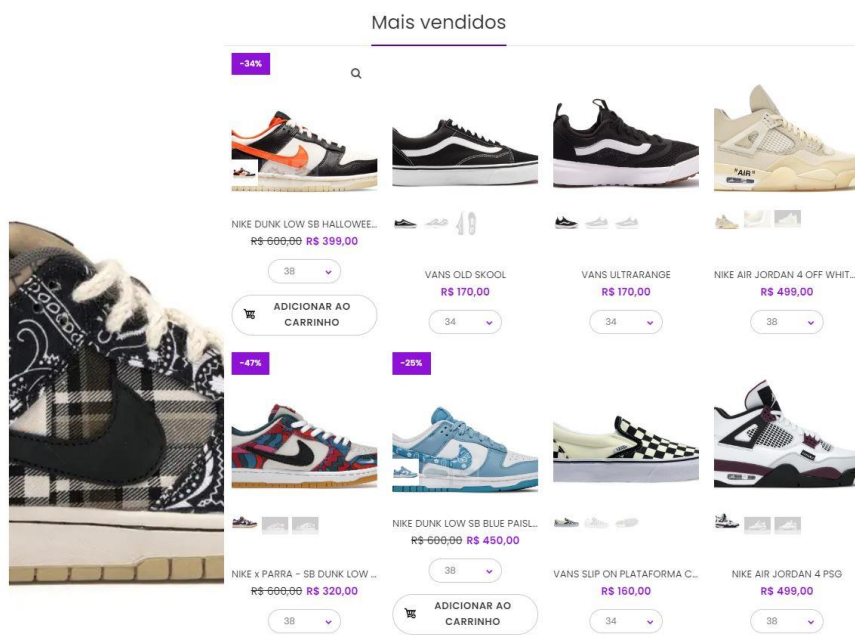 Mais vendidos
-34%
NIKE DUNK LOW SB HALLOWEE...
R$ 600,00 R$ 399,00
38
ADICIONAR AO
CARRINHO
VANS OLD SKOOL
R$ 170,00
34
VANS ULTRARANGE
R$ 170,00
34
"AIR"
NIKE AIR JORDAN 4 OFF WHIT...
R$ 499,00
38
-47%
NIKE x PARRA - SB DUNK LOW ...
R$ 600,00 R$ 320,00
38
-25%
NIKE DUNK LOW SB BLUE PAISL...
R$ 600,00 R$ 450,00
38
ADICIONAR AO
CARRINHO
VANS SLIP ON PLATAFORMA C...
R$ 160,00
34
NIKE AIR JORDAN 4 PSG
R$ 499,00
38